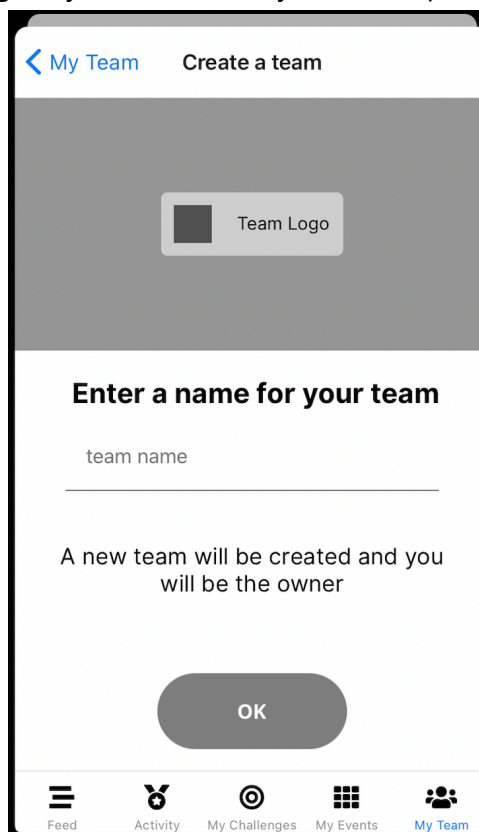 My Team
Create a team
Team Logo
Enter a name for your team
team name
A new team will be created and you
will be the owner
OK
Feed
Activity
My Challenges
My Events
My Team